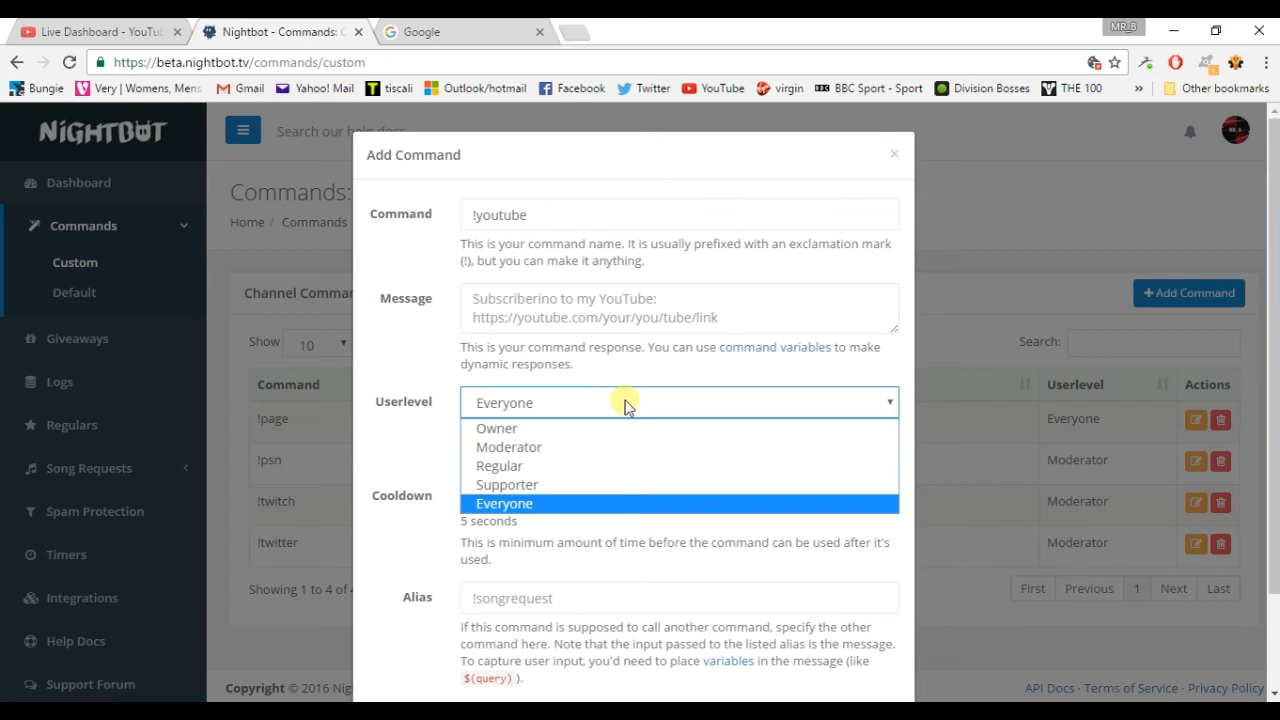 Live Dashboard - YouTub
Nightbot - Commands: C
Google
MR_B
https://beta.nightbot.tv/commands/custom
Bungie
Very | Womens, Mens
Gmail
Yahoo! Mail
tiscali
Outlook/hotmail
Facebook
Twitter
YouTube
virgin
BBC Sport - Sport
Division Bosses
THE 100
»
Other bookmarks
NIGHTBOT
Search our help docs
Dashboard
Commands
Custom
Default
Giveaways
Logs
Regulars
Song Requests
Spam Protection
Timers
Integrations
Help Docs
Support Forum
Commands:
Home / Commands
Channel Comman
+ Add Command
Show 10
Search:
Command
Userlevel
Actions
!page
Everyone
!psn
Moderator
!twitch
Moderator
!twitter
Moderator
Showing 1 to 4 of
First Previous 1 Next Last
Copyright © 2016 Nig
API Docs - Terms of Service - Privacy Policy
Add Command
×
Command
!youtube
This is your command name. It is usually prefixed with an exclamation mark
(!), but you can make it anything.
Message
Subscriberino to my YouTube:
https://youtube.com/your/you/tube/link
This is your command response. You can use command variables to make
dynamic responses.
Userlevel
Everyone
Owner
Moderator
Regular
Supporter
Everyone
Cooldown
5 seconds
This is minimum amount of time before the command can be used after it's
used.
Alias
!songrequest
If this command is supposed to call another command, specify the other
command here. Note that the input passed to the listed alias is the message.
To capture user input, you'd need to place variables in the message (like
$(query) ).